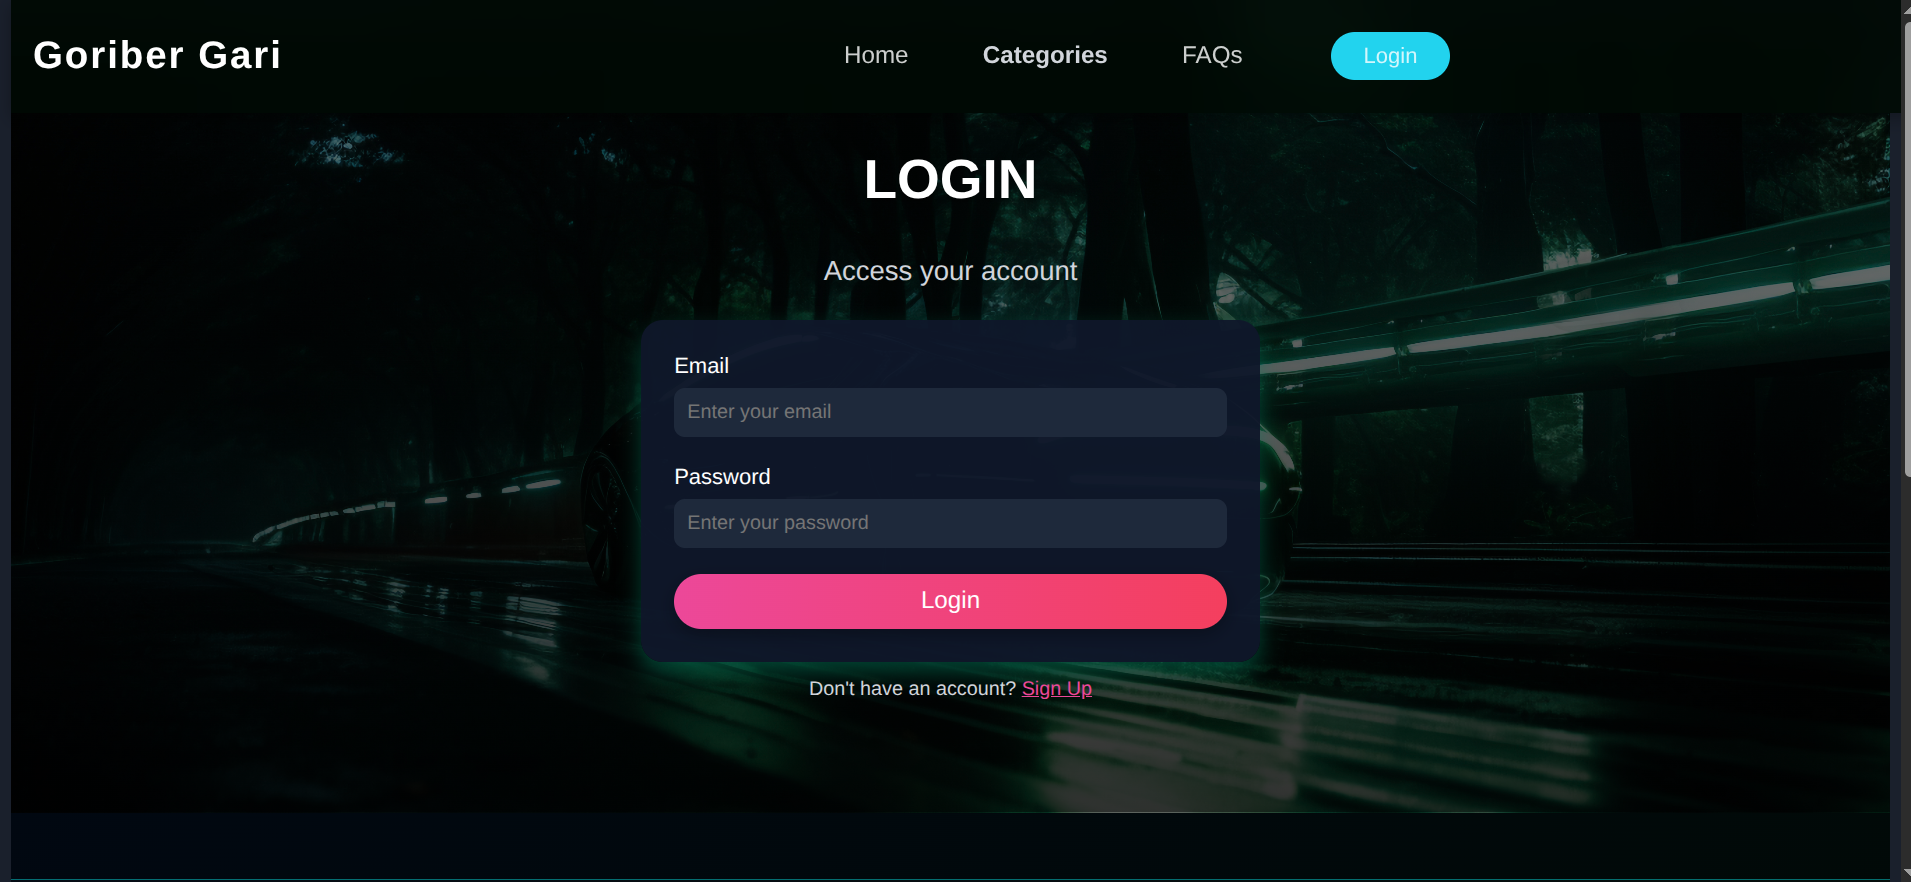 Goriber Gari
Home
Categories
FAQs
Login
LOGIN
Access your account
Email
Enter your email
Password
Enter your password
Login
Don't have an account? Sign Up